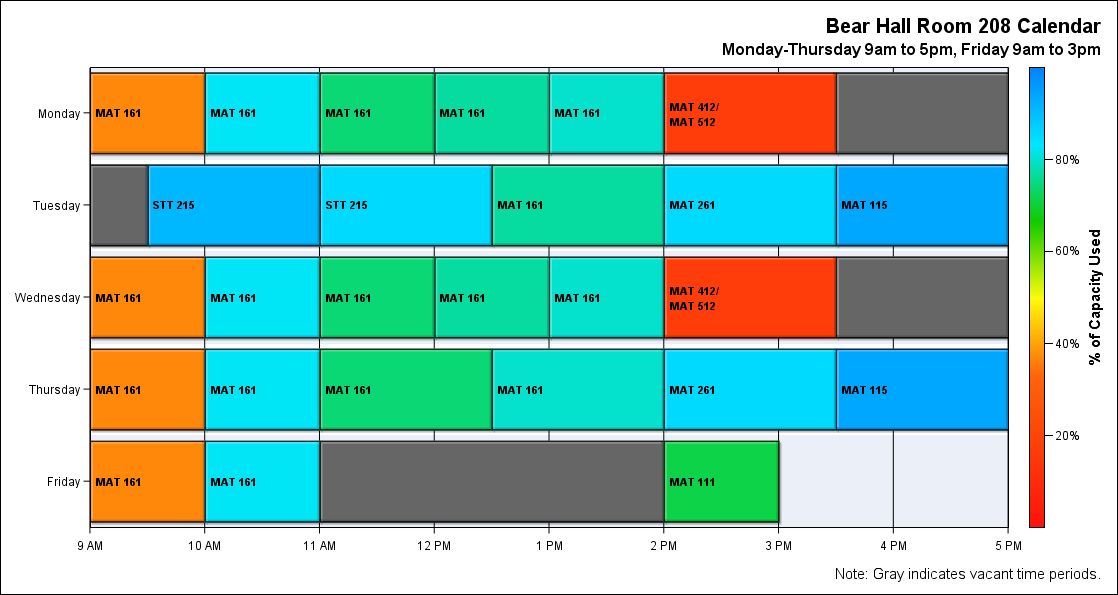 Bear Hall Room 208 Calendar
Monday-Thursday 9am to 5pm, Friday 9am to 3pm
Monday
MAT 161
MAT 161
MAT 161
MAT 161
MAT 161
MAT 412/
MAT 512
Tuesday
STT 215
STT 215
MAT 161
MAT 261
MAT 115
Wednesday
MAT 161
MAT 161
MAT 161
MAT 161
MAT 161
MAT 412/
MAT 512
Thursday
MAT 161
MAT 161
MAT 161
MAT 161
MAT 261
MAT 115
Friday
MAT 161
MAT 161
MAT 111
9 AM
10 AM
11 AM
12 PM
1 PM
2 PM
3 PM
4 PM
5 PM
80%
60%
40%
20%
% of Capacity Used
Note: Gray indicates vacant time periods.